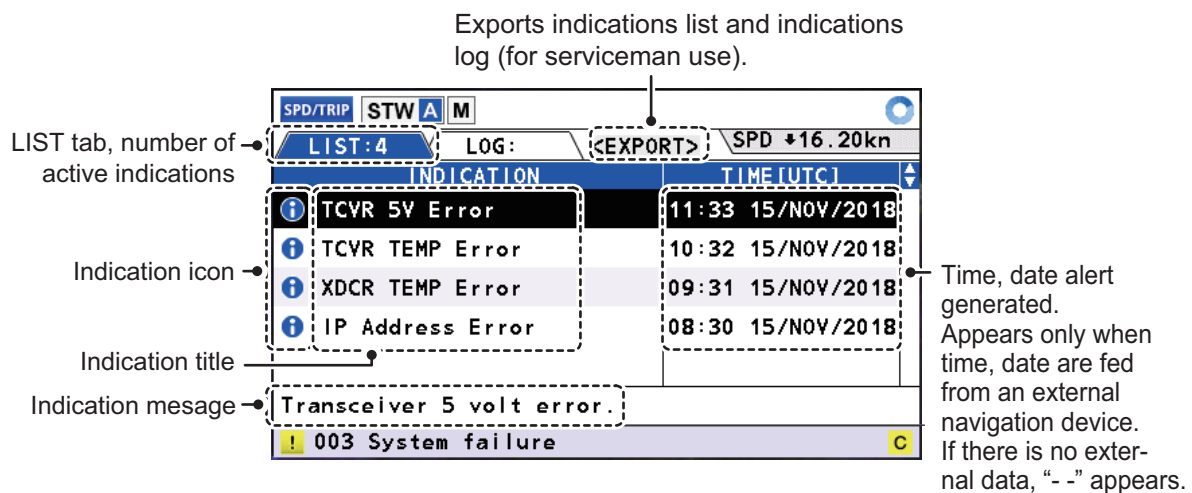 Exports indications list and indications
log (for serviceman use).
SPD/TRIP STW A M
LIST tab, number of
active indications
LIST:4 LOG: <EXPORT> SPD ⬇16.20kn
INDICATION TIME[UTC]
TCVR 5V Error 11:33 15/NOV/2018
TCVR TEMP Error 10:32 15/NOV/2018
XDCR TEMP Error 09:31 15/NOV/2018
IP Address Error 08:30 15/NOV/2018
Indication icon
Indication title
Indication mesage
Transceiver 5 volt error.
! 003 System failure C
Time, date alert
generated.
Appears only when
time, date are fed
from an external
navigation device.
If there is no exter-
nal data, “- -” appears.